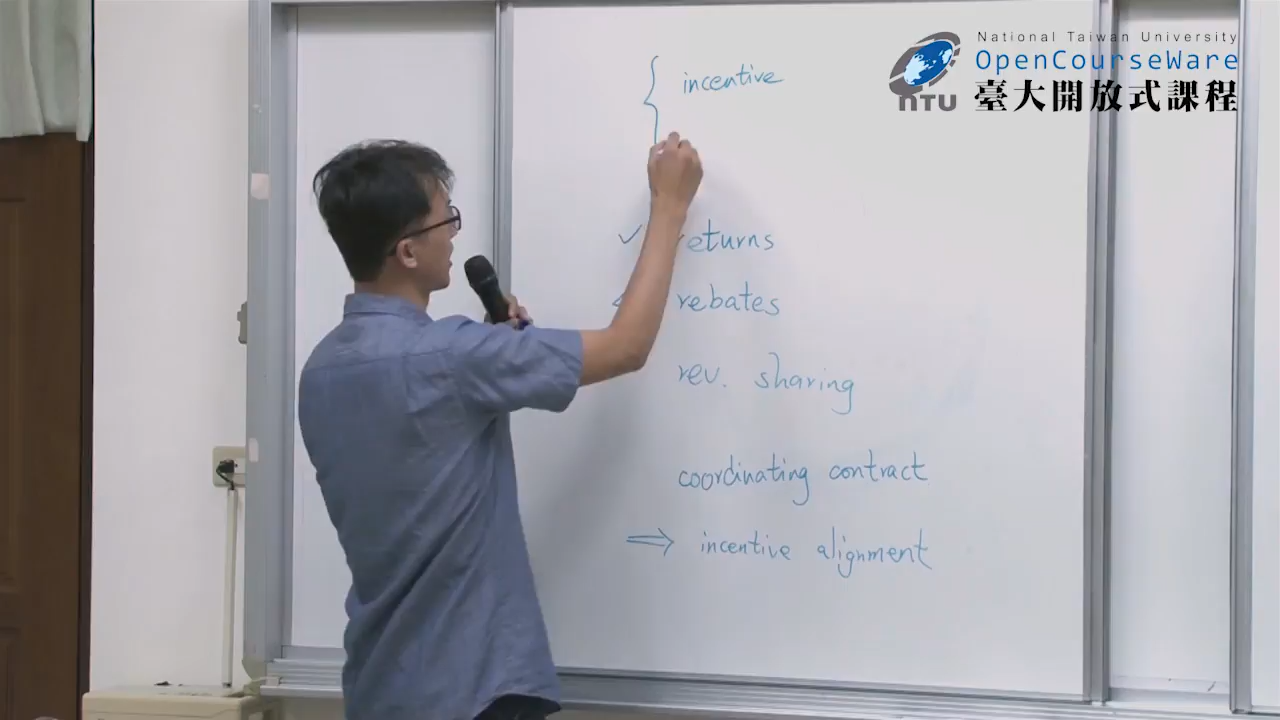 National Taiwan University
OpenCourseWare
臺大開放式課程
NTU
{ incentive
✓ returns
rebates
rev. sharing
coordinating contract
⇒ incentive alignment